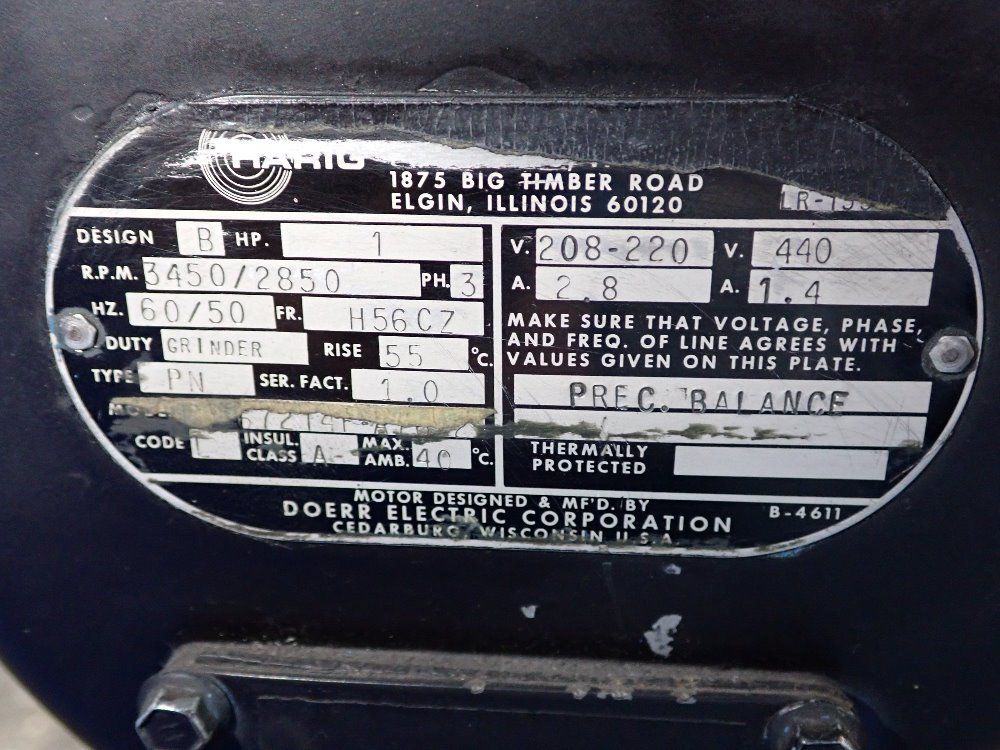 HARIG
1875 BIG TIMBER ROAD
ELGIN, ILLINOIS 60120
DESIGN B HP. 1
R.P.M. 3450/2850 PH. 3
HZ. 60/50 FR. H56CZ
DUTY GRINDER RISE 55 °C.
TYPE PN SER. FACT. 1.0
CODE L INSUL. CLASS A MAX. AMB. 40 °C.
V. 208-220 V. 440
A. 2.8 A. 1.4
MAKE SURE THAT VOLTAGE, PHASE,
AND FREQ. OF LINE AGREES WITH
VALUES GIVEN ON THIS PLATE.
PREC. BALANCE
THERMALLY
PROTECTED
MOTOR DESIGNED & MF'D. BY
DOERR ELECTRIC CORPORATION
CEDARBURG, WISCONSIN U.S.A.
B-4611